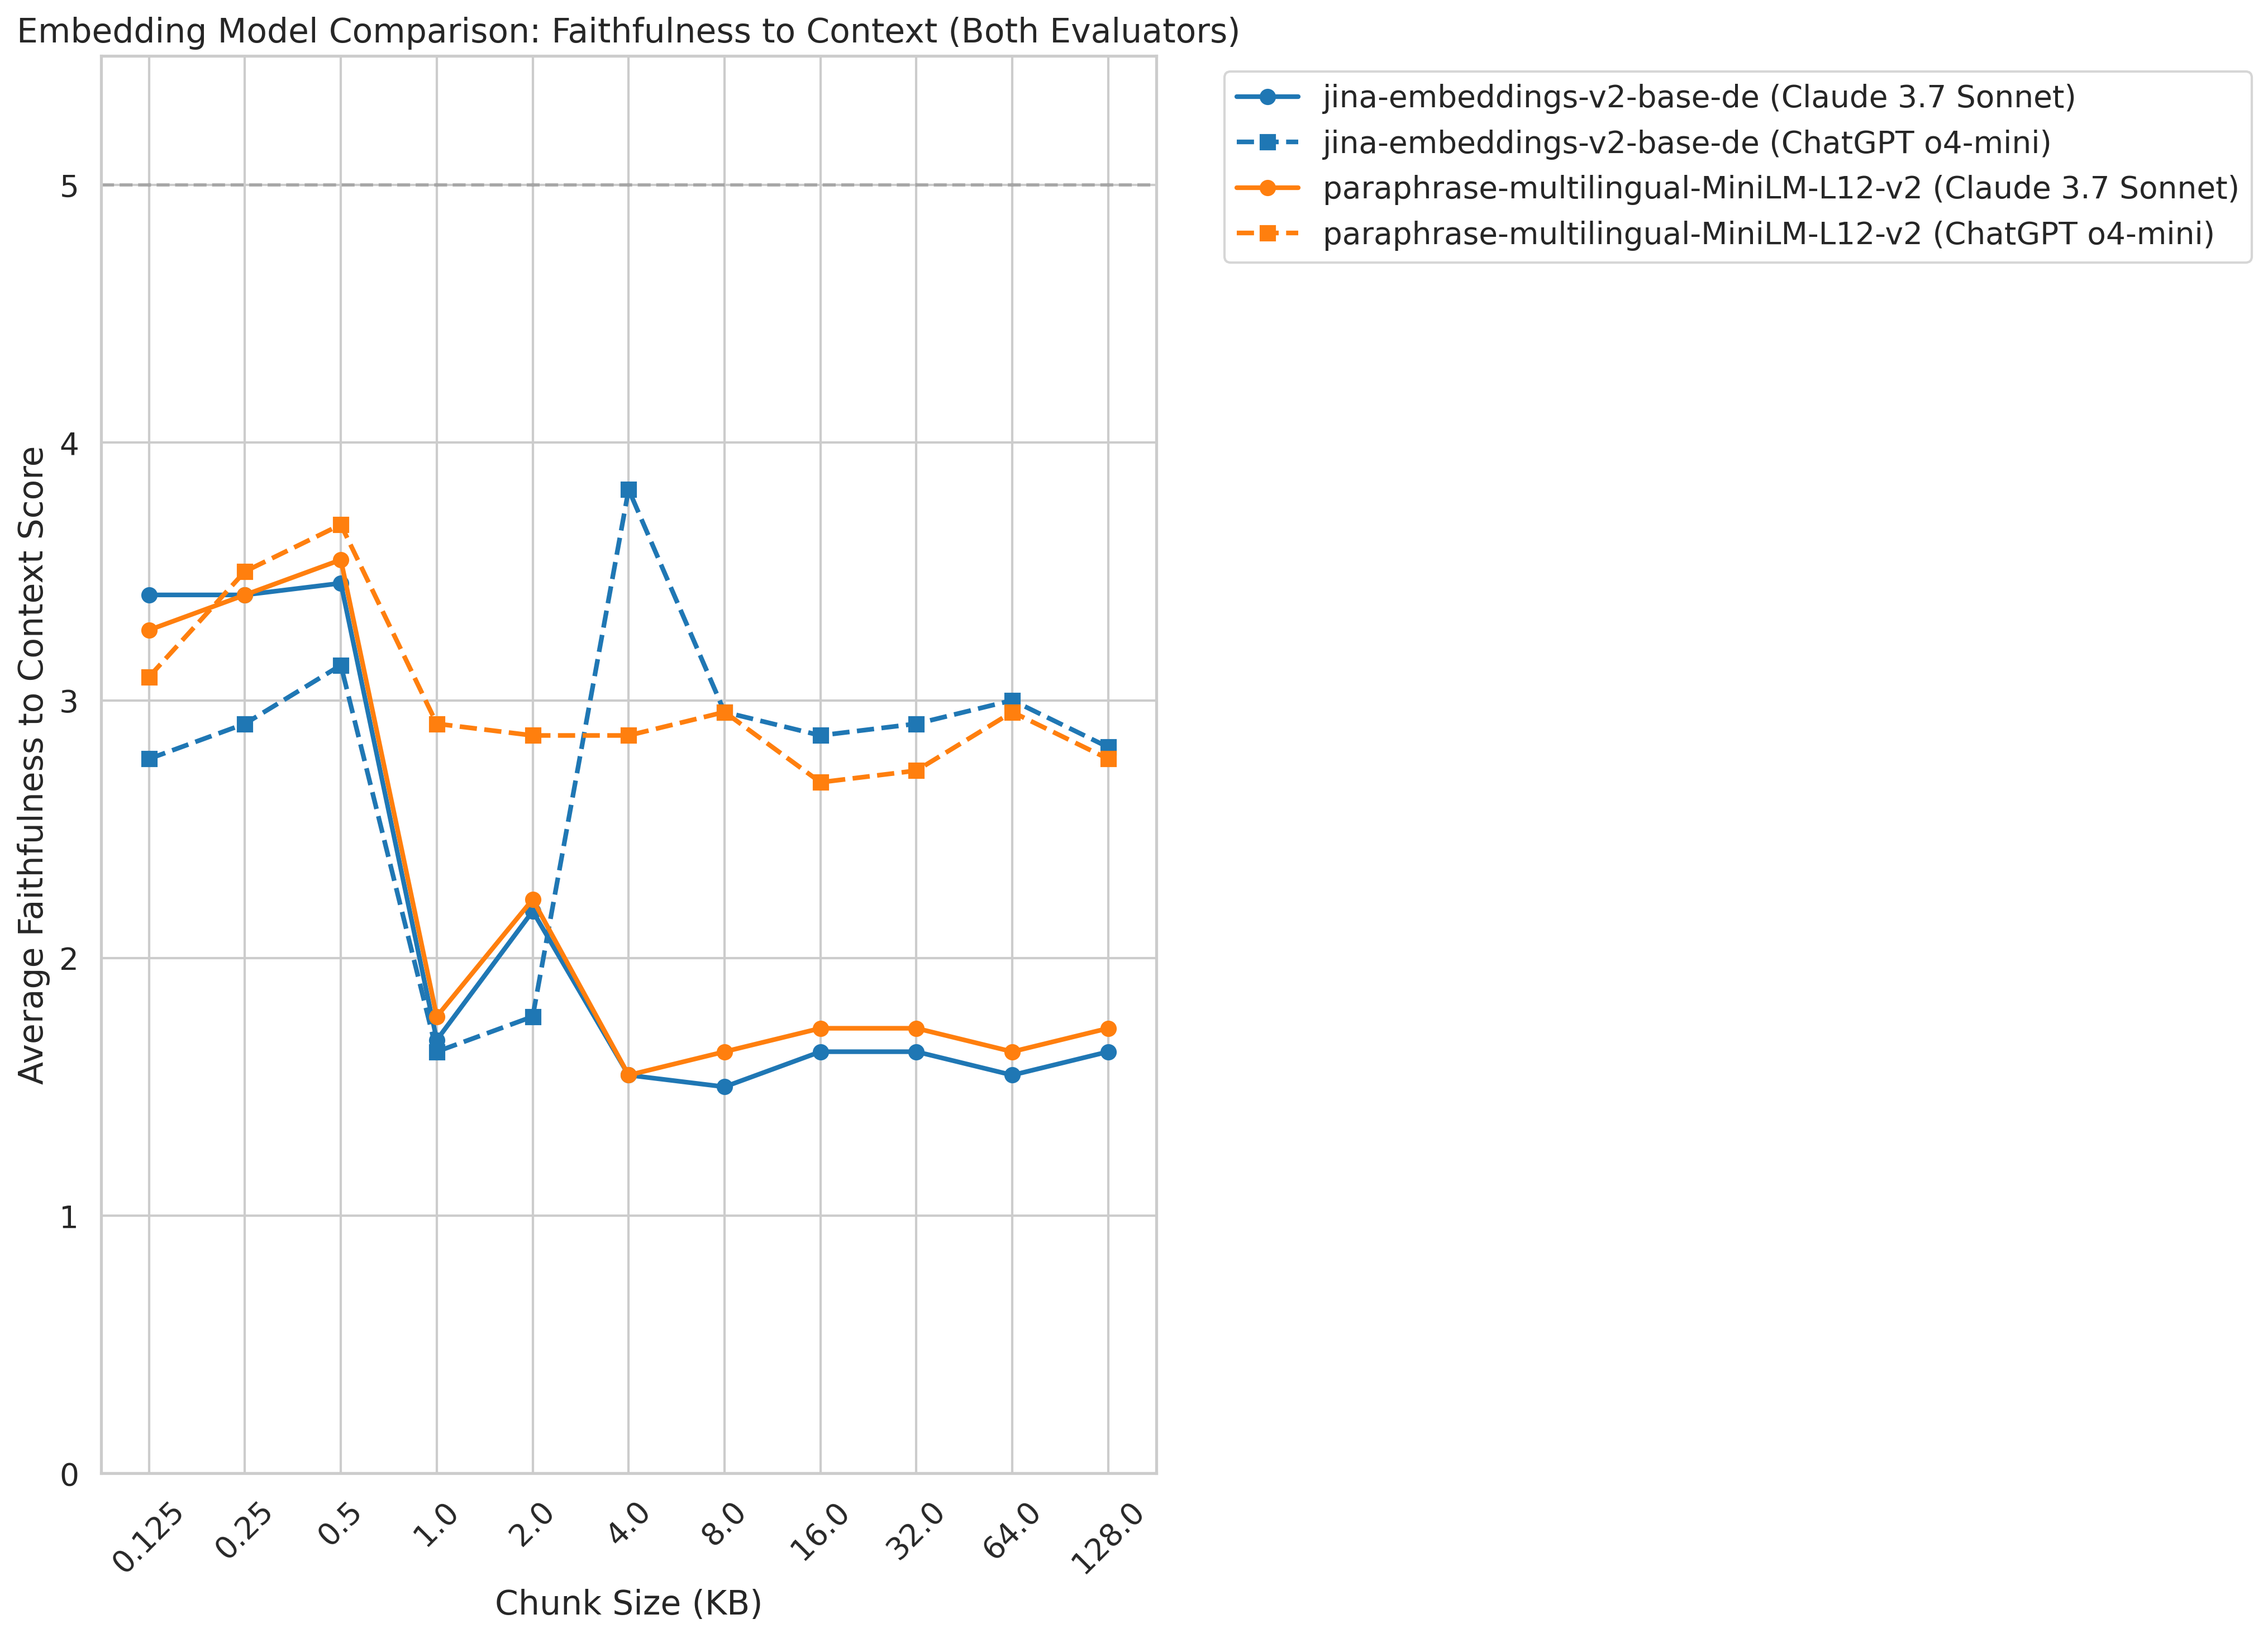 Embedding Model Comparison: Faithfulness to Context (Both Evaluators)
jina-embeddings-v2-base-de (Claude 3.7 Sonnet)
jina-embeddings-v2-base-de (ChatGPT o4-mini)
paraphrase-multilingual-MiniLM-L12-v2 (Claude 3.7 Sonnet)
paraphrase-multilingual-MiniLM-L12-v2 (ChatGPT o4-mini)
Average Faithfulness to Context Score
5
4
3
2
1
0
0.125
0.25
0.5
1.0
2.0
4.0
8.0
16.0
32.0
64.0
128.0
Chunk Size (KB)